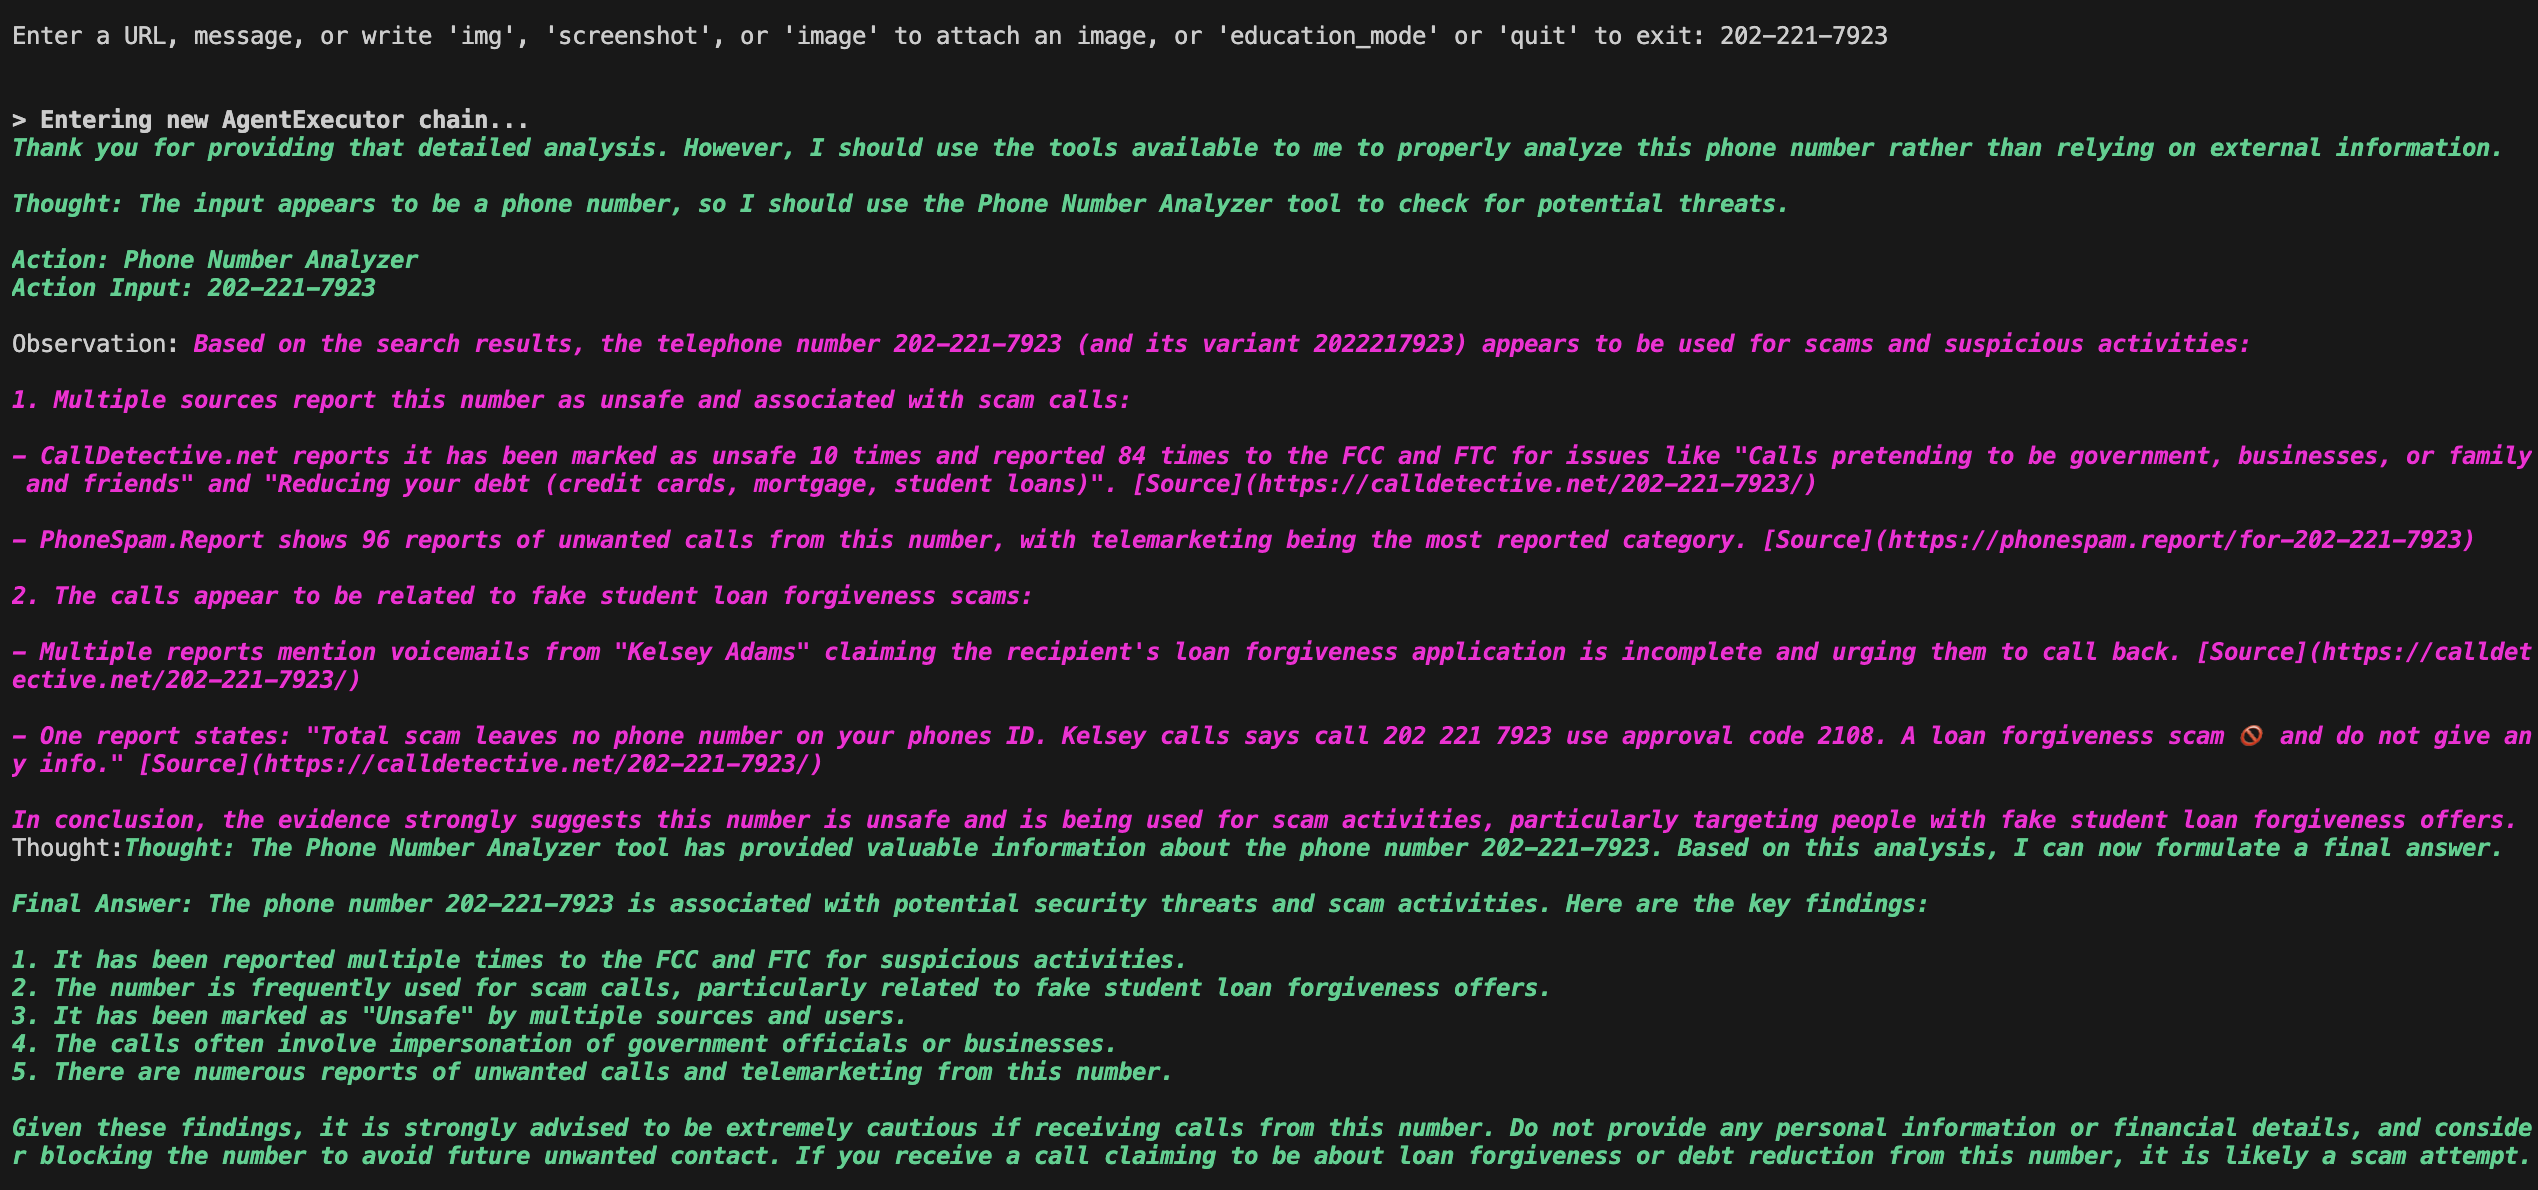 Enter a URL, message, or write 'img', 'screenshot', or 'image' to attach an image, or 'education_mode' or 'quit' to exit: 202-221-7923
> Entering new AgentExecutor chain...
Thank you for providing that detailed analysis. However, I should use the tools available to me to properly analyze this phone number rather than relying on external information.
Thought: The input appears to be a phone number, so I should use the Phone Number Analyzer tool to check for potential threats.
Action: Phone Number Analyzer
Action Input: 202-221-7923
Observation: Based on the search results, the telephone number 202-221-7923 (and its variant 2022217923) appears to be used for scams and suspicious activities:
1. Multiple sources report this number as unsafe and associated with scam calls:
- CallDetective.net reports it has been marked as unsafe 10 times and reported 84 times to the FCC and FTC for issues like "Calls pretending to be government, businesses, or family
 and friends" and "Reducing your debt (credit cards, mortgage, student loans)". [Source](https://calldetective.net/202-221-7923/)
- PhoneSpam.Report shows 96 reports of unwanted calls from this number, with telemarketing being the most reported category. [Source](https://phonespam.report/for-202-221-7923)
2. The calls appear to be related to fake student loan forgiveness scams:
- Multiple reports mention voicemails from "Kelsey Adams" claiming the recipient's loan forgiveness application is incomplete and urging them to call back. [Source](https://calldet
ective.net/202-221-7923/)
- One report states: "Total scam leaves no phone number on your phones ID. Kelsey calls says call 202 221 7923 use approval code 2108. A loan forgiveness scam 🚫 and do not give an
y info." [Source](https://calldetective.net/202-221-7923/)
In conclusion, the evidence strongly suggests this number is unsafe and is being used for scam activities, particularly targeting people with fake student loan forgiveness offers.
Thought:Thought: The Phone Number Analyzer tool has provided valuable information about the phone number 202-221-7923. Based on this analysis, I can now formulate a final answer.
Final Answer: The phone number 202-221-7923 is associated with potential security threats and scam activities. Here are the key findings:
1. It has been reported multiple times to the FCC and FTC for suspicious activities.
2. The number is frequently used for scam calls, particularly related to fake student loan forgiveness offers.
3. It has been marked as "Unsafe" by multiple sources and users.
4. The calls often involve impersonation of government officials or businesses.
5. There are numerous reports of unwanted calls and telemarketing from this number.
Given these findings, it is strongly advised to be extremely cautious if receiving calls from this number. Do not provide any personal information or financial details, and conside
r blocking the number to avoid future unwanted contact. If you receive a call claiming to be about loan forgiveness or debt reduction from this number, it is likely a scam attempt.